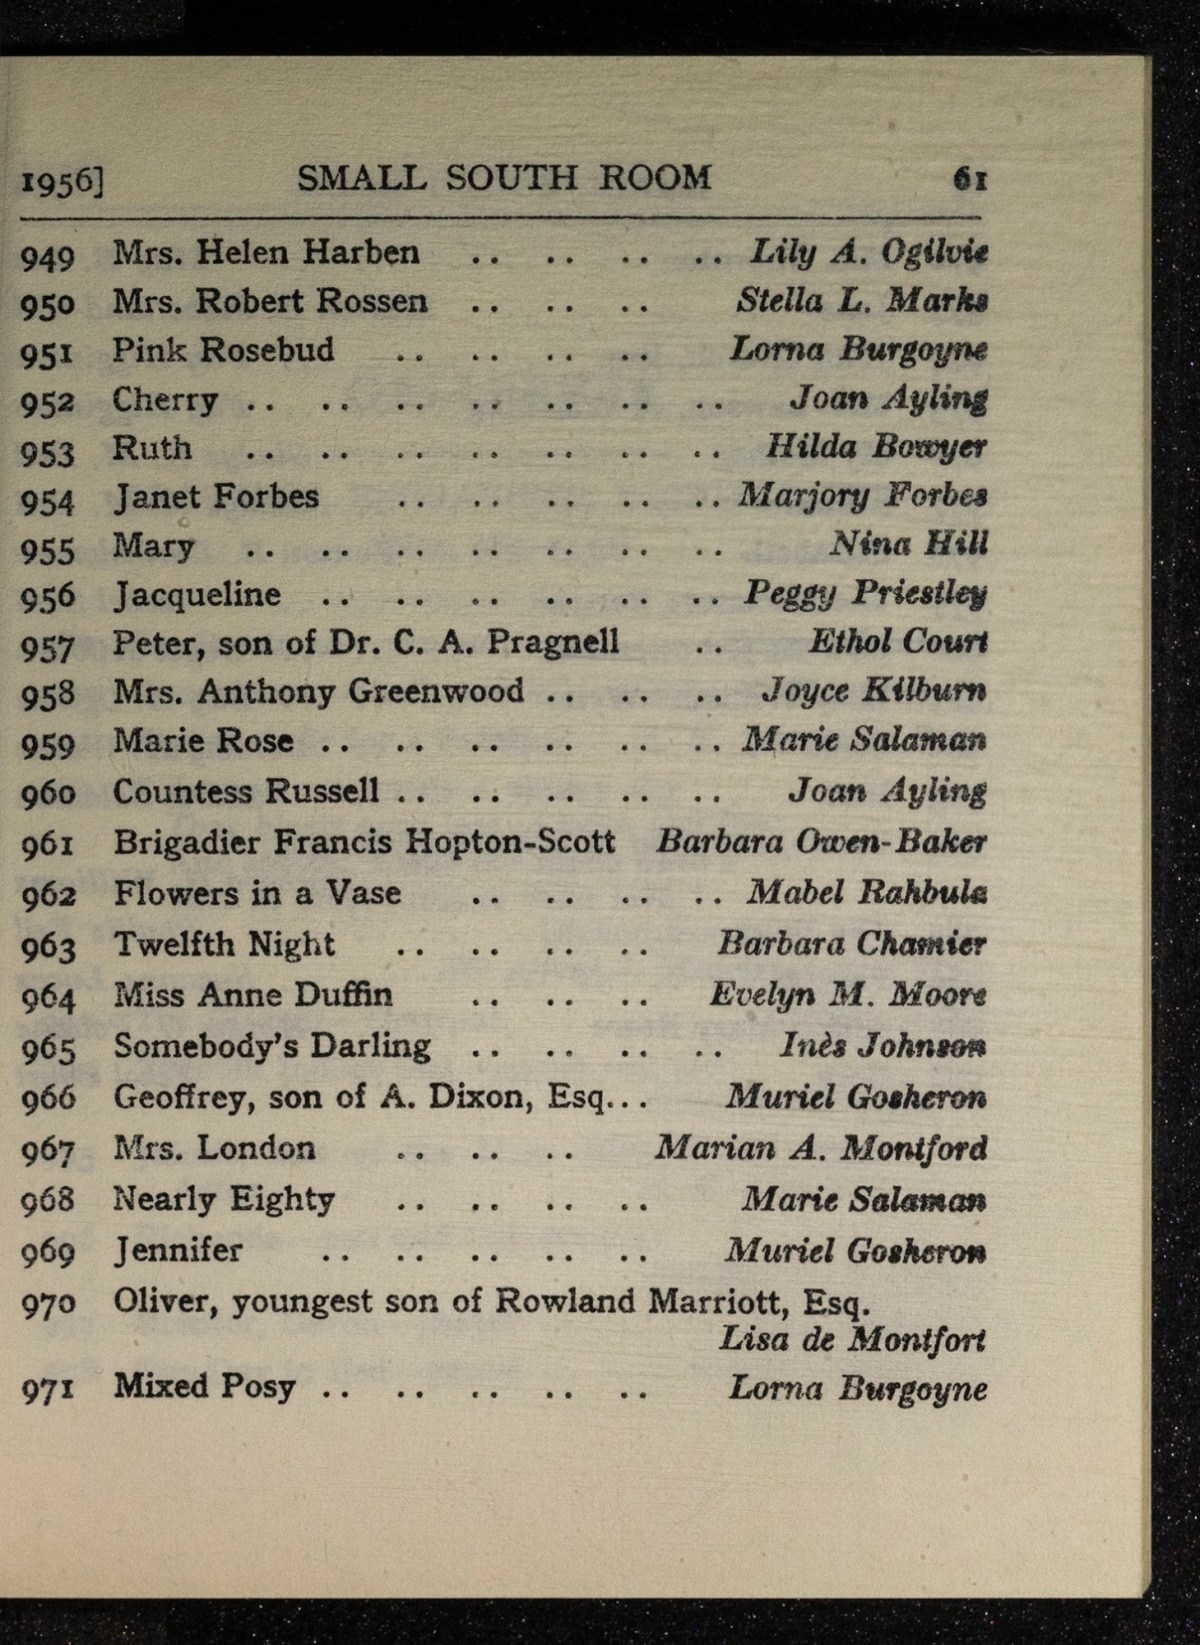 1956] SMALL SOUTH ROOM 61
949 Mrs. Helen Harben .. .. .. .. Lily A. Ogilvie
950 Mrs. Robert Rossen .. .. .. Stella L. Marks
951 Pink Rosebud .. .. .. .. Lorna Burgoyne
952 Cherry .. .. .. .. .. .. .. Joan Ayling
953 Ruth .. .. .. .. .. .. .. Hilda Bowyer
954 Janet Forbes .. .. .. .. .. Marjory Forbes
955 Mary .. .. .. .. .. .. .. Nina Hill
956 Jacqueline .. .. .. .. .. .. Peggy Priestley
957 Peter, son of Dr. C. A. Pragnell .. Ethol Court
958 Mrs. Anthony Greenwood .. .. .. Joyce Kilburn
959 Marie Rose .. .. .. .. .. .. Marie Salaman
960 Countess Russell .. .. .. .. .. Joan Ayling
961 Brigadier Francis Hopton-Scott Barbara Owen-Baker
962 Flowers in a Vase .. .. .. .. Mabel Rahbula
963 Twelfth Night .. .. .. .. Barbara Chamier
964 Miss Anne Duffin .. .. .. Evelyn M. Moore
965 Somebody's Darling .. .. .. .. Inès Johnson
966 Geoffrey, son of A. Dixon, Esq... Muriel Gosheron
967 Mrs. London .. .. .. Marian A. Montford
968 Nearly Eighty .. .. .. .. Marie Salaman
969 Jennifer .. .. .. .. .. Muriel Gosheron
970 Oliver, youngest son of Rowland Marriott, Esq.
Lisa de Montfort
971 Mixed Posy .. .. .. .. .. Lorna Burgoyne